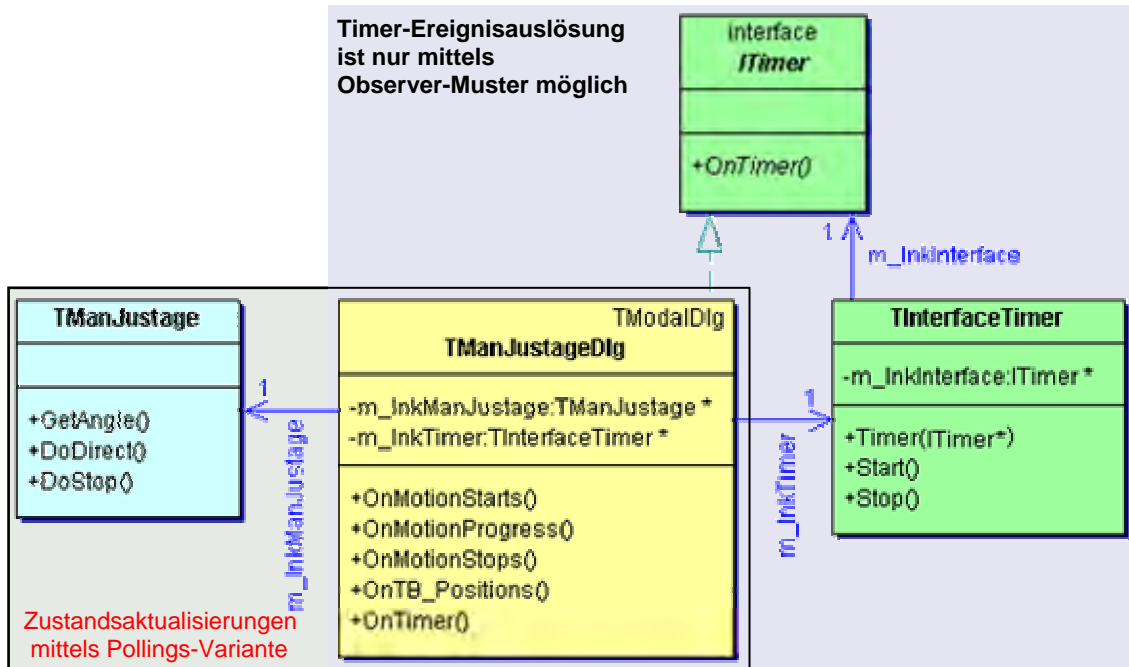 Timer-Ereignisauslösung
ist nur mittels
Observer-Muster möglich
interface
ITimer
+OnTimer()
1
m_lnkInterface
TManJustage
+GetAngle()
+DoDirect()
+DoStop()
1
m_lnkManJustage
TModalDlg
TManJustageDlg
-m_lnkManJustage:TManJustage *
-m_lnkTimer:TInterfaceTimer *
+OnMotionStarts()
+OnMotionProgress()
+OnMotionStops()
+OnTB_Positions()
+OnTimer()
1
m_lnkTimer
TInterfaceTimer
-m_lnkInterface:ITimer *
+Timer(ITimer*)
+Start()
+Stop()
Zustandsaktualisierungen
mittels Pollings-Variante